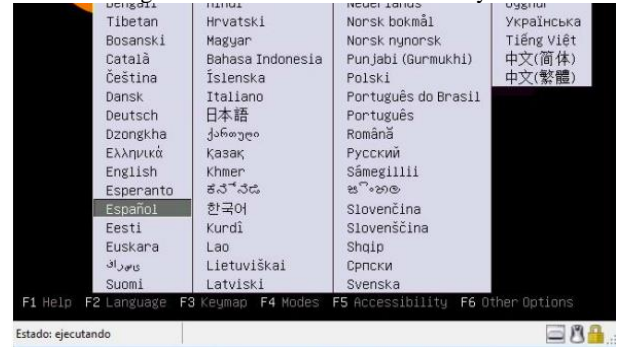 Tibetan
Bosanski
Català
Čeština
Dansk
Deutsch
Dzongkha
Ελληνικά
English
Esperanto
Español
Eesti
Euskara
Suomi
Hrvatski
Magyar
Bahasa Indonesia
Íslenska
Italiano
日本語
ქართული
Қазақ
Khmer
한국어
Kurdî
Lao
Lietuviškai
Latviski
Norsk bokmål
Norsk nynorsk
Punjabi (Gurmukhi)
Polski
Português do Brasil
Português
Română
Русский
Sámegillii
Slovenčina
Slovenščina
Shqip
Српски
Svenska
Українська
Tiếng Việt
中文(简体)
中文(繁體)
F1 Help F2 Language F3 Keymap F4 Modes F5 Accessibility F6 Other Options
Estado: ejecutando